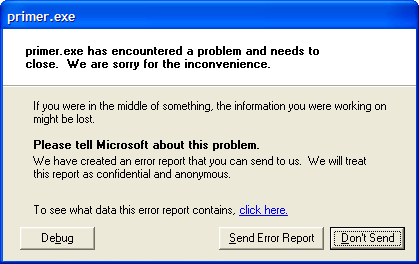 primer.exe
primer.exe has encountered a problem and needs to
close.  We are sorry for the inconvenience.
If you were in the middle of something, the information you were working on
might be lost.
Please tell Microsoft about this problem.
We have created an error report that you can send to us.  We will treat
this report as confidential and anonymous.
To see what data this error report contains, click here.
Debug
Send Error Report
Don't Send